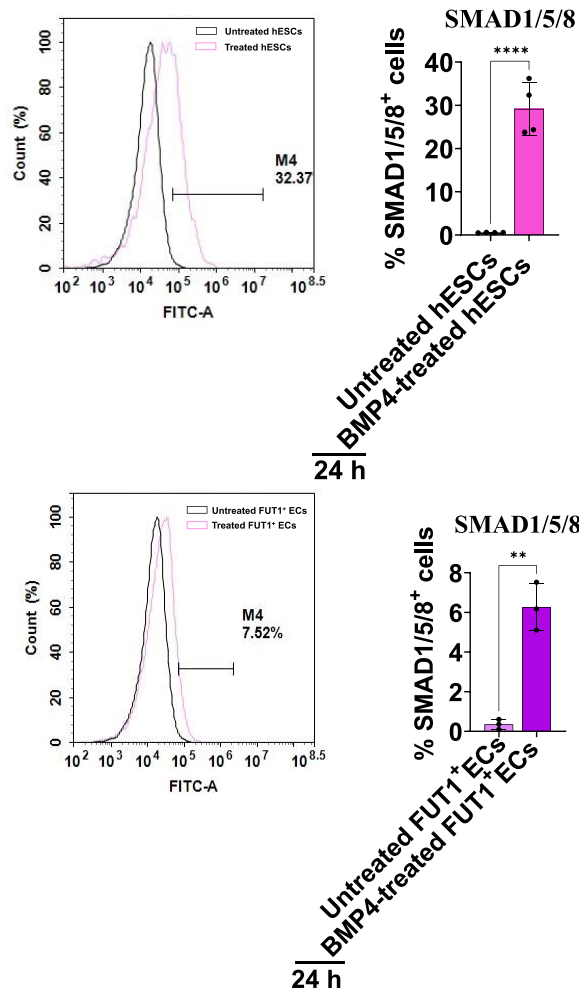 SMAD1/5/8
Untreated hESCs
Treated hESCs
Count (%)
100
80
60
40
20
0
M4
32.37
10^2 10^3 10^4 10^5 10^6 10^7 10^8.5
FITC-A
% SMAD1/5/8+ cells
****
40
30
20
10
0
Untreated hESCs
BMP4-treated hESCs
24 h
SMAD1/5/8
Untreated FUT1+ ECs
Treated FUT1+ ECs
Count (%)
100
80
60
40
20
0
M4
7.52%
10^2 10^3 10^4 10^5 10^6 10^7 10^8.5
FITC-A
% SMAD1/5/8+ cells
**
8
6
4
2
0
Untreated FUT1+ECs
BMP4-treated FUT1+ECs
24 h